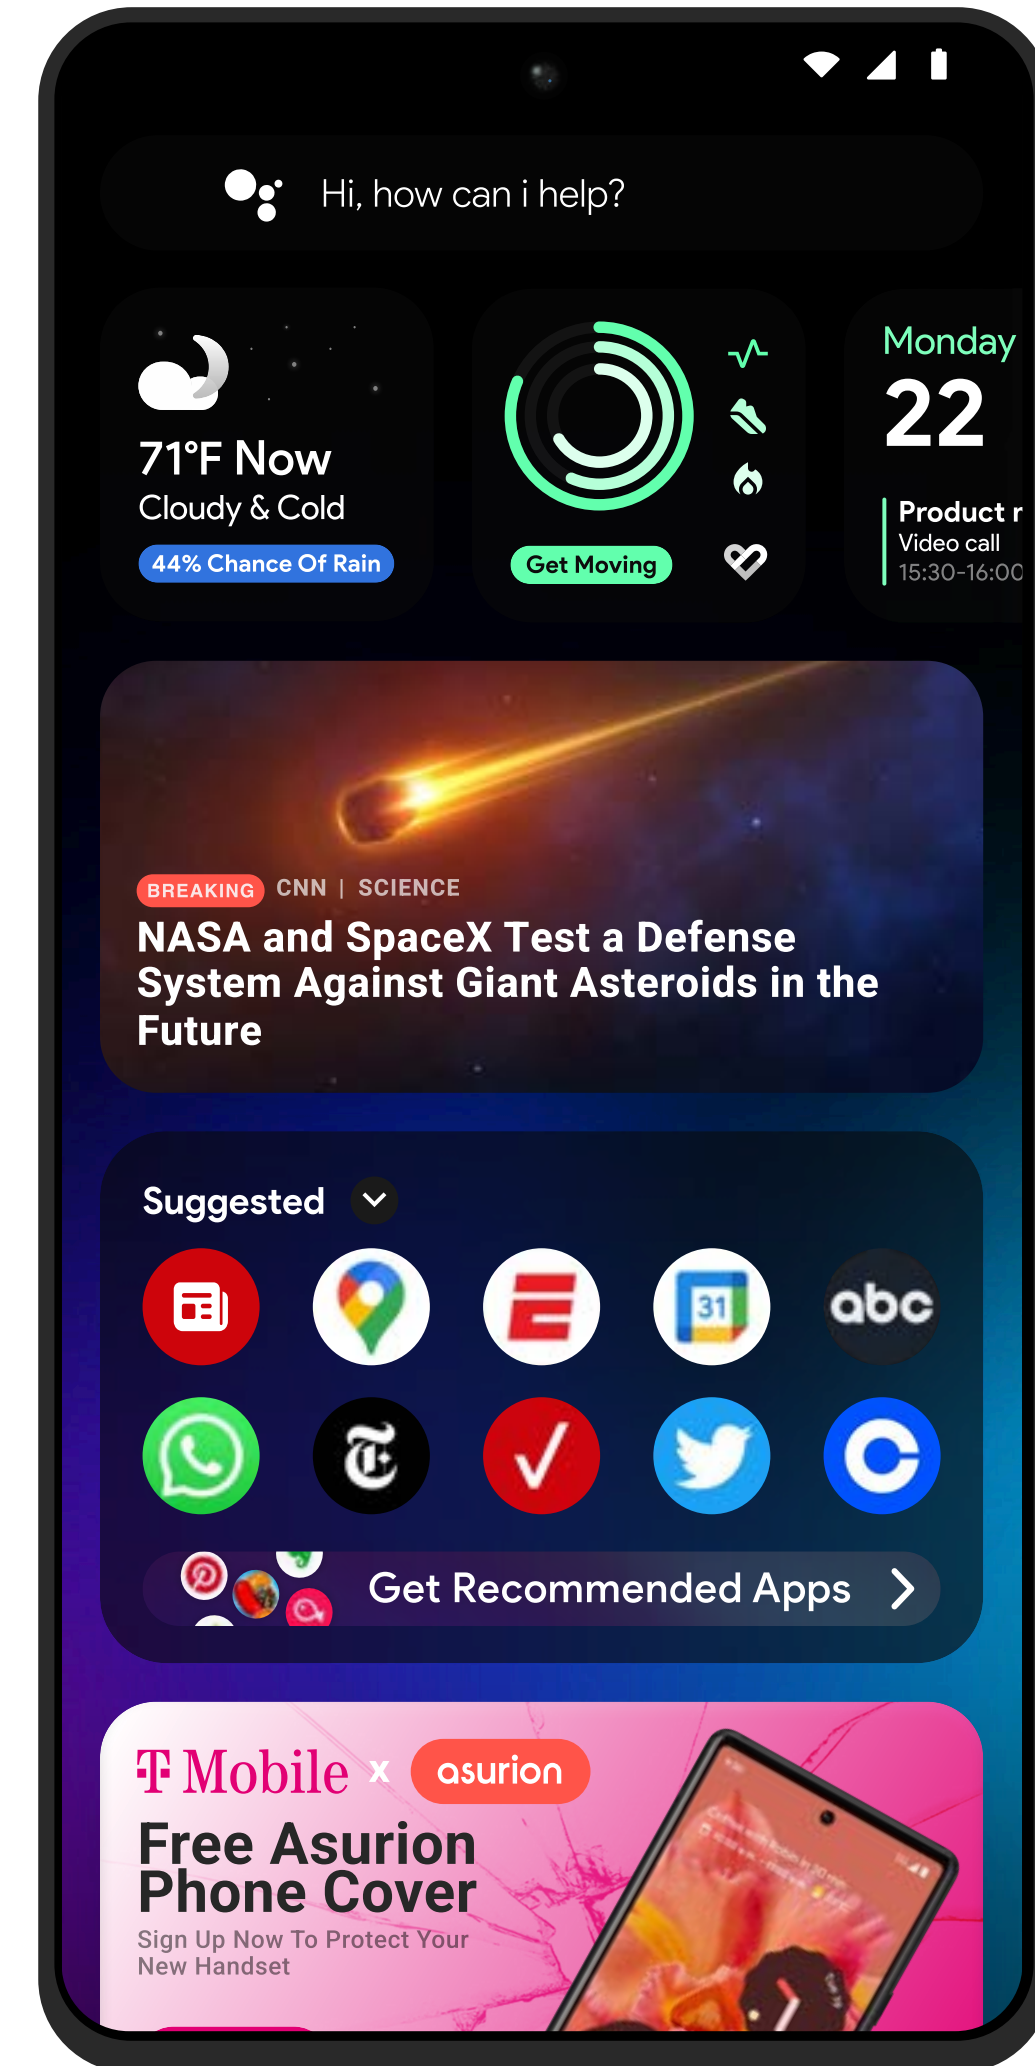 Hi, how can i help?
71°F Now
Cloudy & Cold
44% Chance Of Rain
Get Moving
Monday
22
Product r
Video call
15:30-16:00
BREAKING CNN | SCIENCE
NASA and SpaceX Test a Defense
System Against Giant Asteroids in the
Future
Suggested
31
abc
Get Recommended Apps
T Mobile x asurion
Free Asurion
Phone Cover
Sign Up Now To Protect Your
New Handset